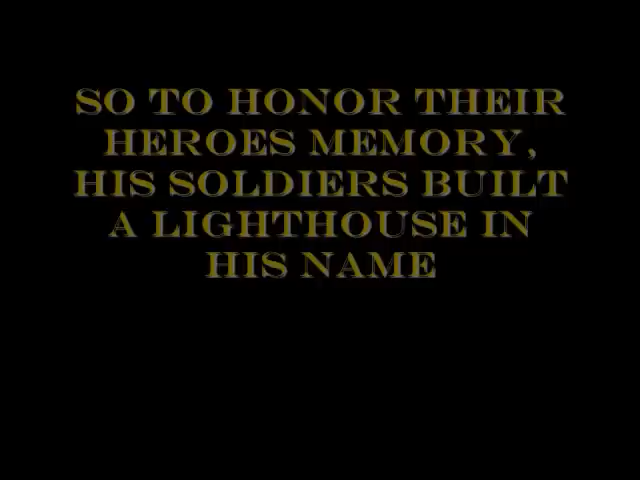 SO TO HONOR THEIR
HEROES MEMORY,
HIS SOLDIERS BUILT
A LIGHTHOUSE IN
HIS NAME